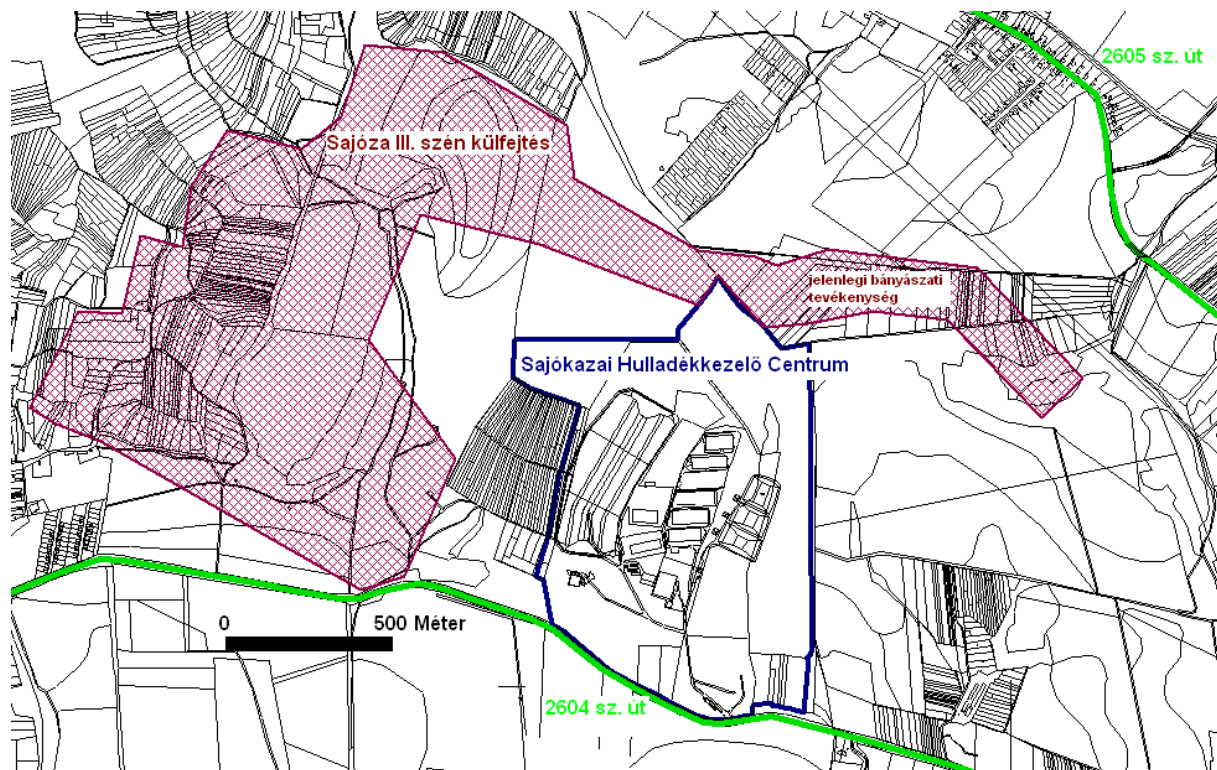 2605 sz. út
Sajóza III. szén külfejtés
jelenlegi bányászati
tevékenység
Sajókazai Hulladékkezelő Centrum
0 500 Méter
2604 sz. út